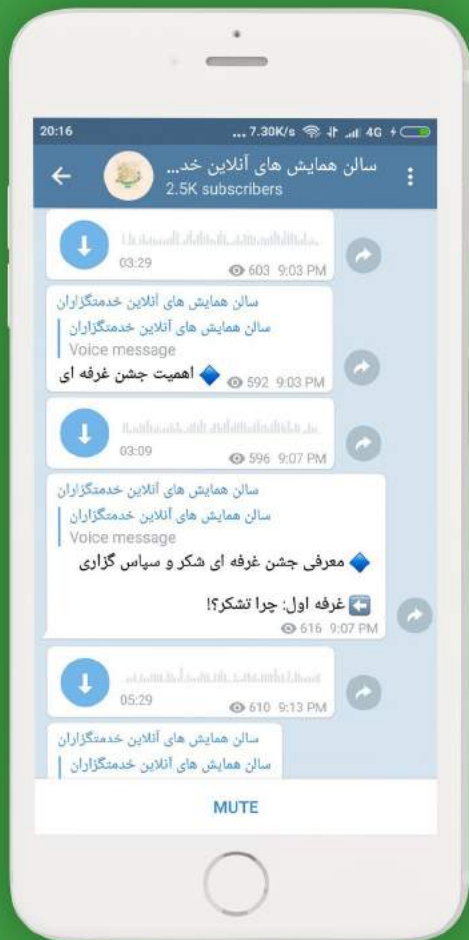 20:16
... 7.30K/s 4G
سالن همایش های آنلاین خد...
2.5K subscribers
03:29
603 9:03 PM
سالن همایش های آنلاین خدمتگزاران
سالن همایش های آنلاین خدمتگزاران
Voice message
اهمیت جشن غرفه ای
592 9:03 PM
03:09
596 9:07 PM
سالن همایش های آنلاین خدمتگزاران
سالن همایش های آنلاین خدمتگزاران
Voice message
معرفی جشن غرفه ای شکر و سپاس گزاری
غرفه اول: چرا تشکر؟!
616 9:07 PM
05:29
610 9:13 PM
سالن همایش های آنلاین خدمتگزاران
سالن همایش های آنلاین خدمتگزاران
MUTE